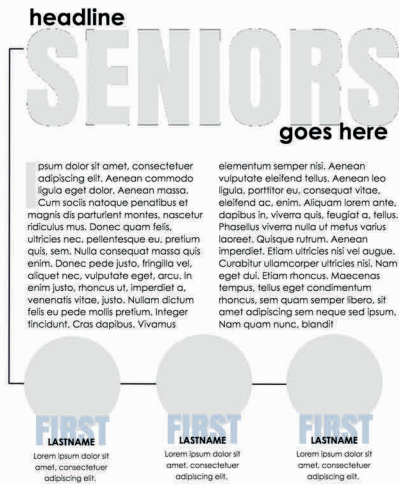 headline
SENIORS
goes here
I psum dolor sit amet, consectetuer
adipiscing elit. Aenean commodo
ligula eget dolor. Aenean massa.
Cum sociis natoque penatibus et
magnis dis parturient montes, nascetur
ridiculus mus. Donec quam felis,
ultricies nec, pellentesque eu, pretium
quis, sem. Nulla consequat massa quis
enim. Donec pede justo, fringilla vel,
aliquet nec, vulputate eget, arcu. In
enim justo, rhoncus ut, imperdiet a,
venenatis vitae, justo. Nullam dictum
felis eu pede mollis pretium. Integer
tincidunt. Cras dapibus. Vivamus
elementum semper nisi. Aenean
vulputate eleifend tellus. Aenean leo
ligula, porttitor eu, consequat vitae,
eleifend ac, enim. Aliquam lorem ante,
dapibus in, viverra quis, feugiat a, tellus.
Phasellus viverra nulla ut metus varius
laoreet. Quisque rutrum. Aenean
imperdiet. Etiam ultricies nisi vel augue.
Curabitur ullamcorper ultricies nisi. Nam
eget dui. Etiam rhoncus. Maecenas
tempus, tellus eget condimentum
rhoncus, sem quam semper libero, sit
amet adipiscing sem neque sed ipsum.
Nam quam nunc, blandit
FIRST
LASTNAME
Lorem ipsum dolor sit
amet, consectetuer
adipiscing elit.
FIRST
LASTNAME
Lorem ipsum dolor sit
amet, consectetuer
adipiscing elit.
FIRST
LASTNAME
Lorem ipsum dolor sit
amet, consectetuer
adipiscing elit.